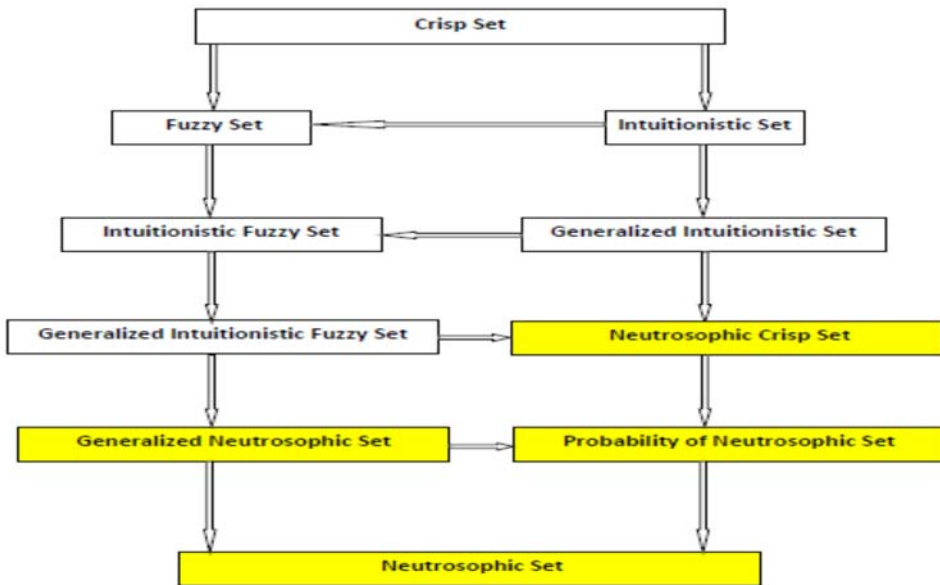 Crisp Set
Fuzzy Set
Intuitionistic Set
Intuitionistic Fuzzy Set
Generalized Intuitionistic Set
Generalized Intuitionistic Fuzzy Set
Neutrosophic Crisp Set
Generalized Neutrosophic Set
Probability of Neutrosophic Set
Neutrosophic Set